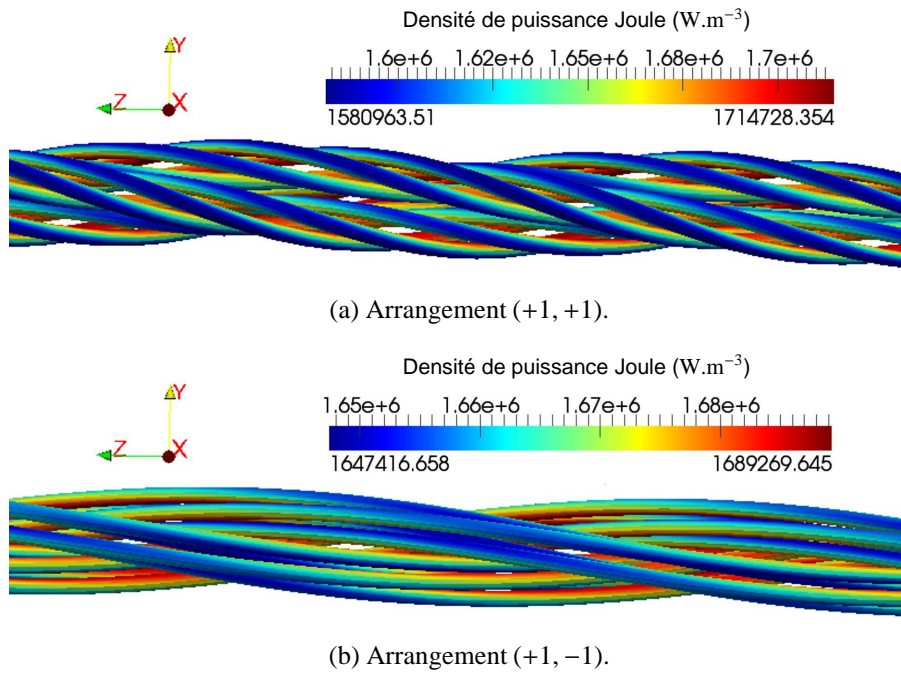 Densité de puissance Joule (W.m⁻³)
1.6e+6 1.62e+6 1.65e+6 1.68e+6 1.7e+6
1580963.51 1714728.354
Y
Z
X
(a) Arrangement (+1, +1).
Densité de puissance Joule (W.m⁻³)
1.65e+6 1.66e+6 1.67e+6 1.68e+6
1647416.658 1689269.645
Y
Z
X
(b) Arrangement (+1, −1).